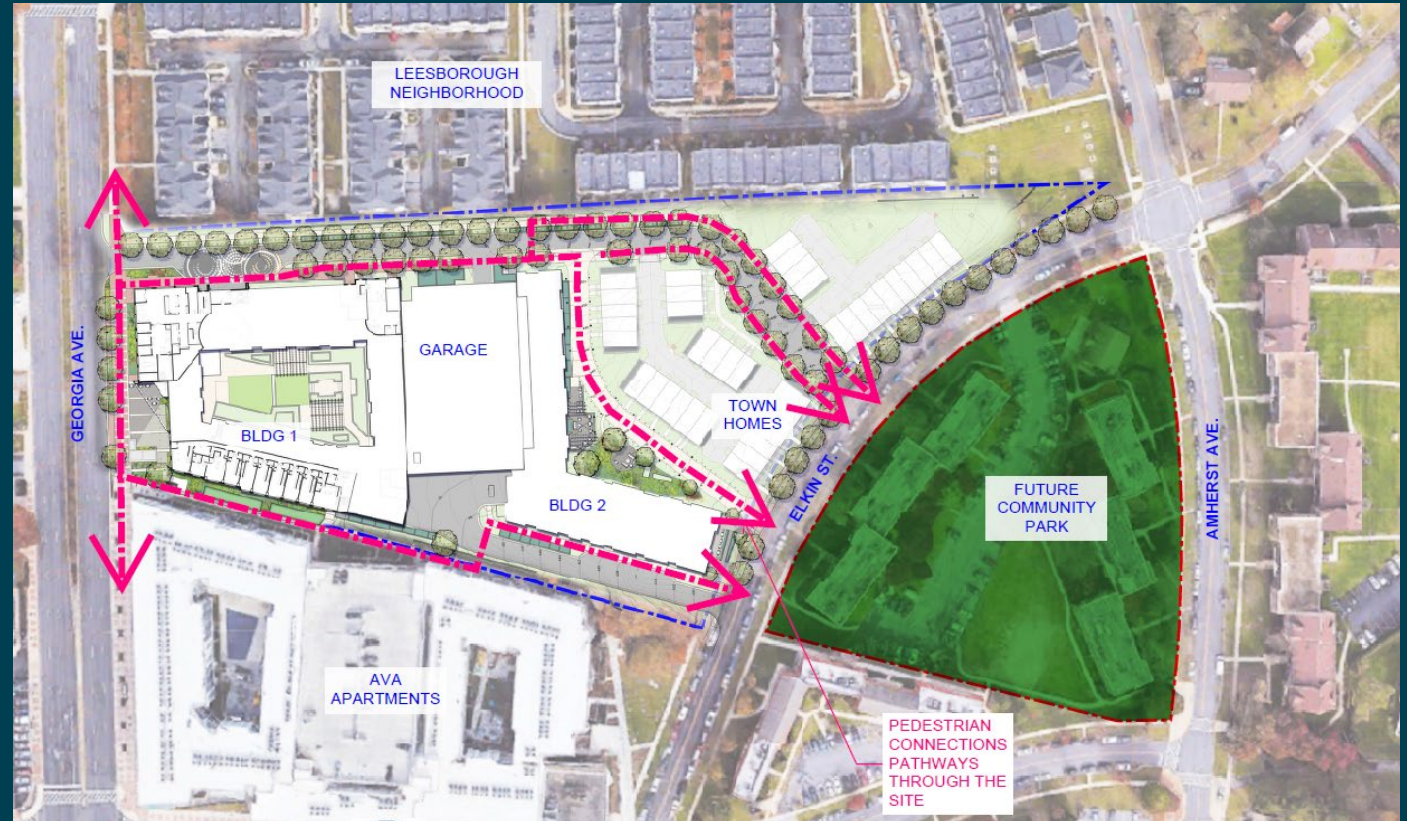 LEESBOROUGH
NEIGHBORHOOD
GEORGIA AVE.
GARAGE
BLDG 1
TOWN
HOMES
BLDG 2
ELKIN ST.
FUTURE
COMMUNITY
PARK
AMHERST AVE.
AVA
APARTMENTS
PEDESTRIAN
CONNECTIONS
PATHWAYS
THROUGH THE
SITE